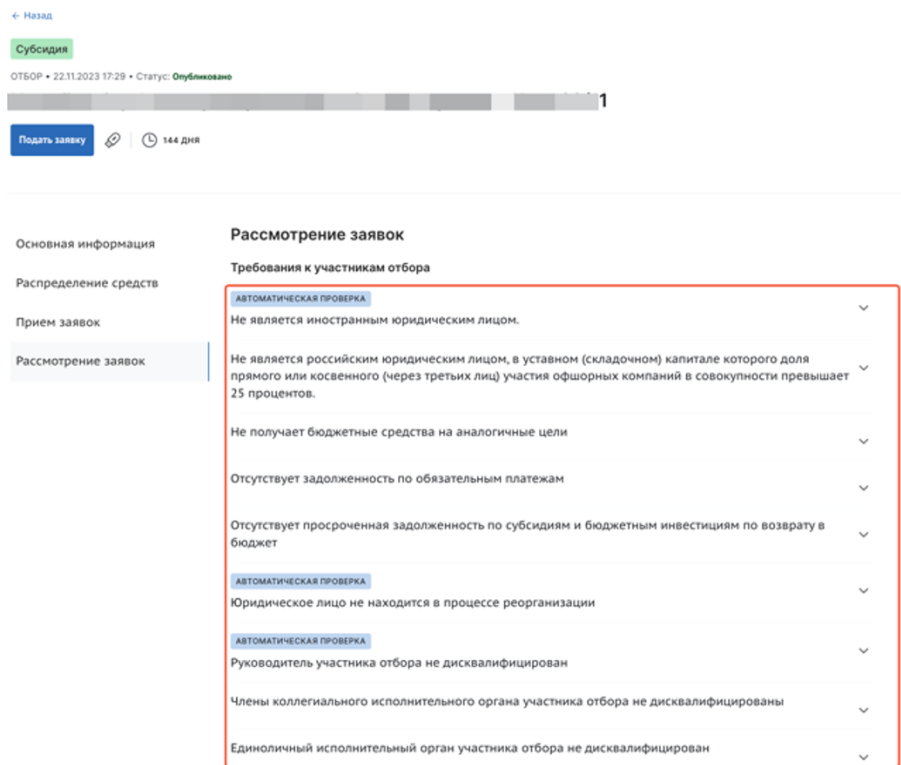 ← Назад
Субсидия
ОТБОР • 22.11.2023 17:29 • Статус: Опубликовано
1
Подать заявку
144 ДНЯ
Рассмотрение заявок
Основная информация
Требования к участникам отбора
Распределение средств
Прием заявок
Рассмотрение заявок
АВТОМАТИЧЕСКАЯ ПРОВЕРКА
Не является иностранным юридическим лицом.
Не является российским юридическим лицом, в уставном (складочном) капитале которого доля
прямого или косвенного (через третьих лиц) участия офшорных компаний в совокупности превышает
25 процентов.
Не получает бюджетные средства на аналогичные цели
Отсутствует задолженность по обязательным платежам
Отсутствует просроченная задолженность по субсидиям и бюджетным инвестициям по возврату в
бюджет
АВТОМАТИЧЕСКАЯ ПРОВЕРКА
Юридическое лицо не находится в процессе реорганизации
АВТОМАТИЧЕСКАЯ ПРОВЕРКА
Руководитель участника отбора не дисквалифицирован
Члены коллегиального исполнительного органа участника отбора не дисквалифицированы
Единоличный исполнительный орган участника отбора не дисквалифицирован